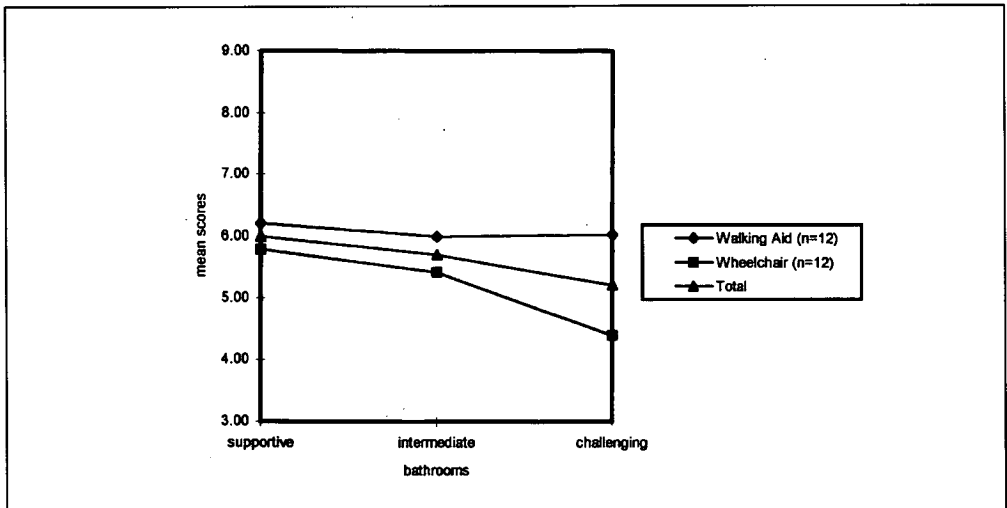 9.00
8.00
7.00
6.00
5.00
4.00
3.00
mean scores
supportive intermediate challenging
bathrooms
Walking Aid (n=12)
Wheelchair (n=12)
Total